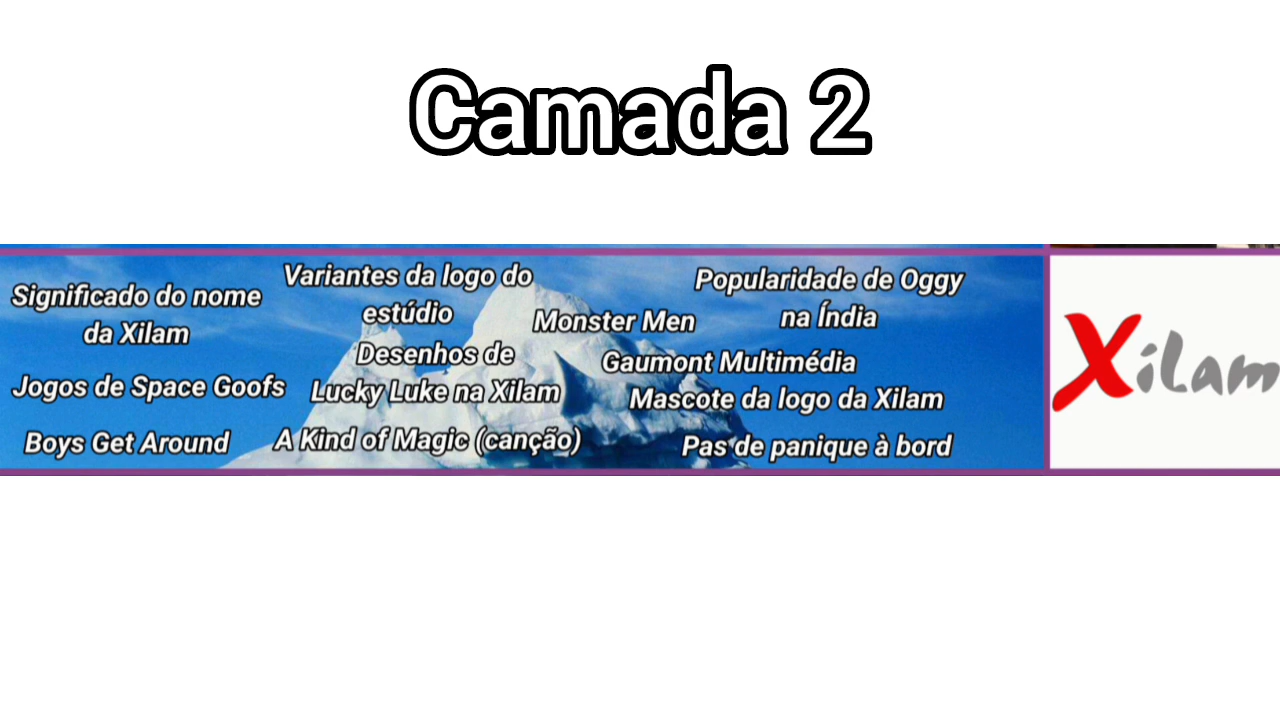 Camada 2
Significado do nome
da Xilam
Variantes da logo do
estúdio
Monster Men
Popularidade de Oggy
na Índia
Jogos de Space Goofs
Desenhos de
Lucky Luke na Xilam
Gaumont Multimédia
Mascote da logo da Xilam
Boys Get Around
A Kind of Magic (canção)
Pas de panique à bord
Xilam